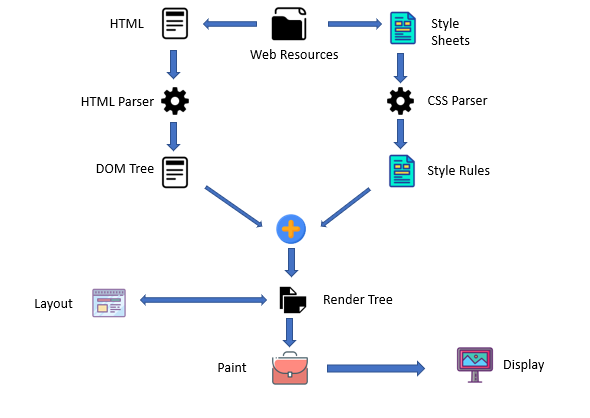 HTML
Web Resources
Style
Sheets
HTML Parser
CSS Parser
DOM Tree
Style Rules
Layout
Render Tree
Paint
Display